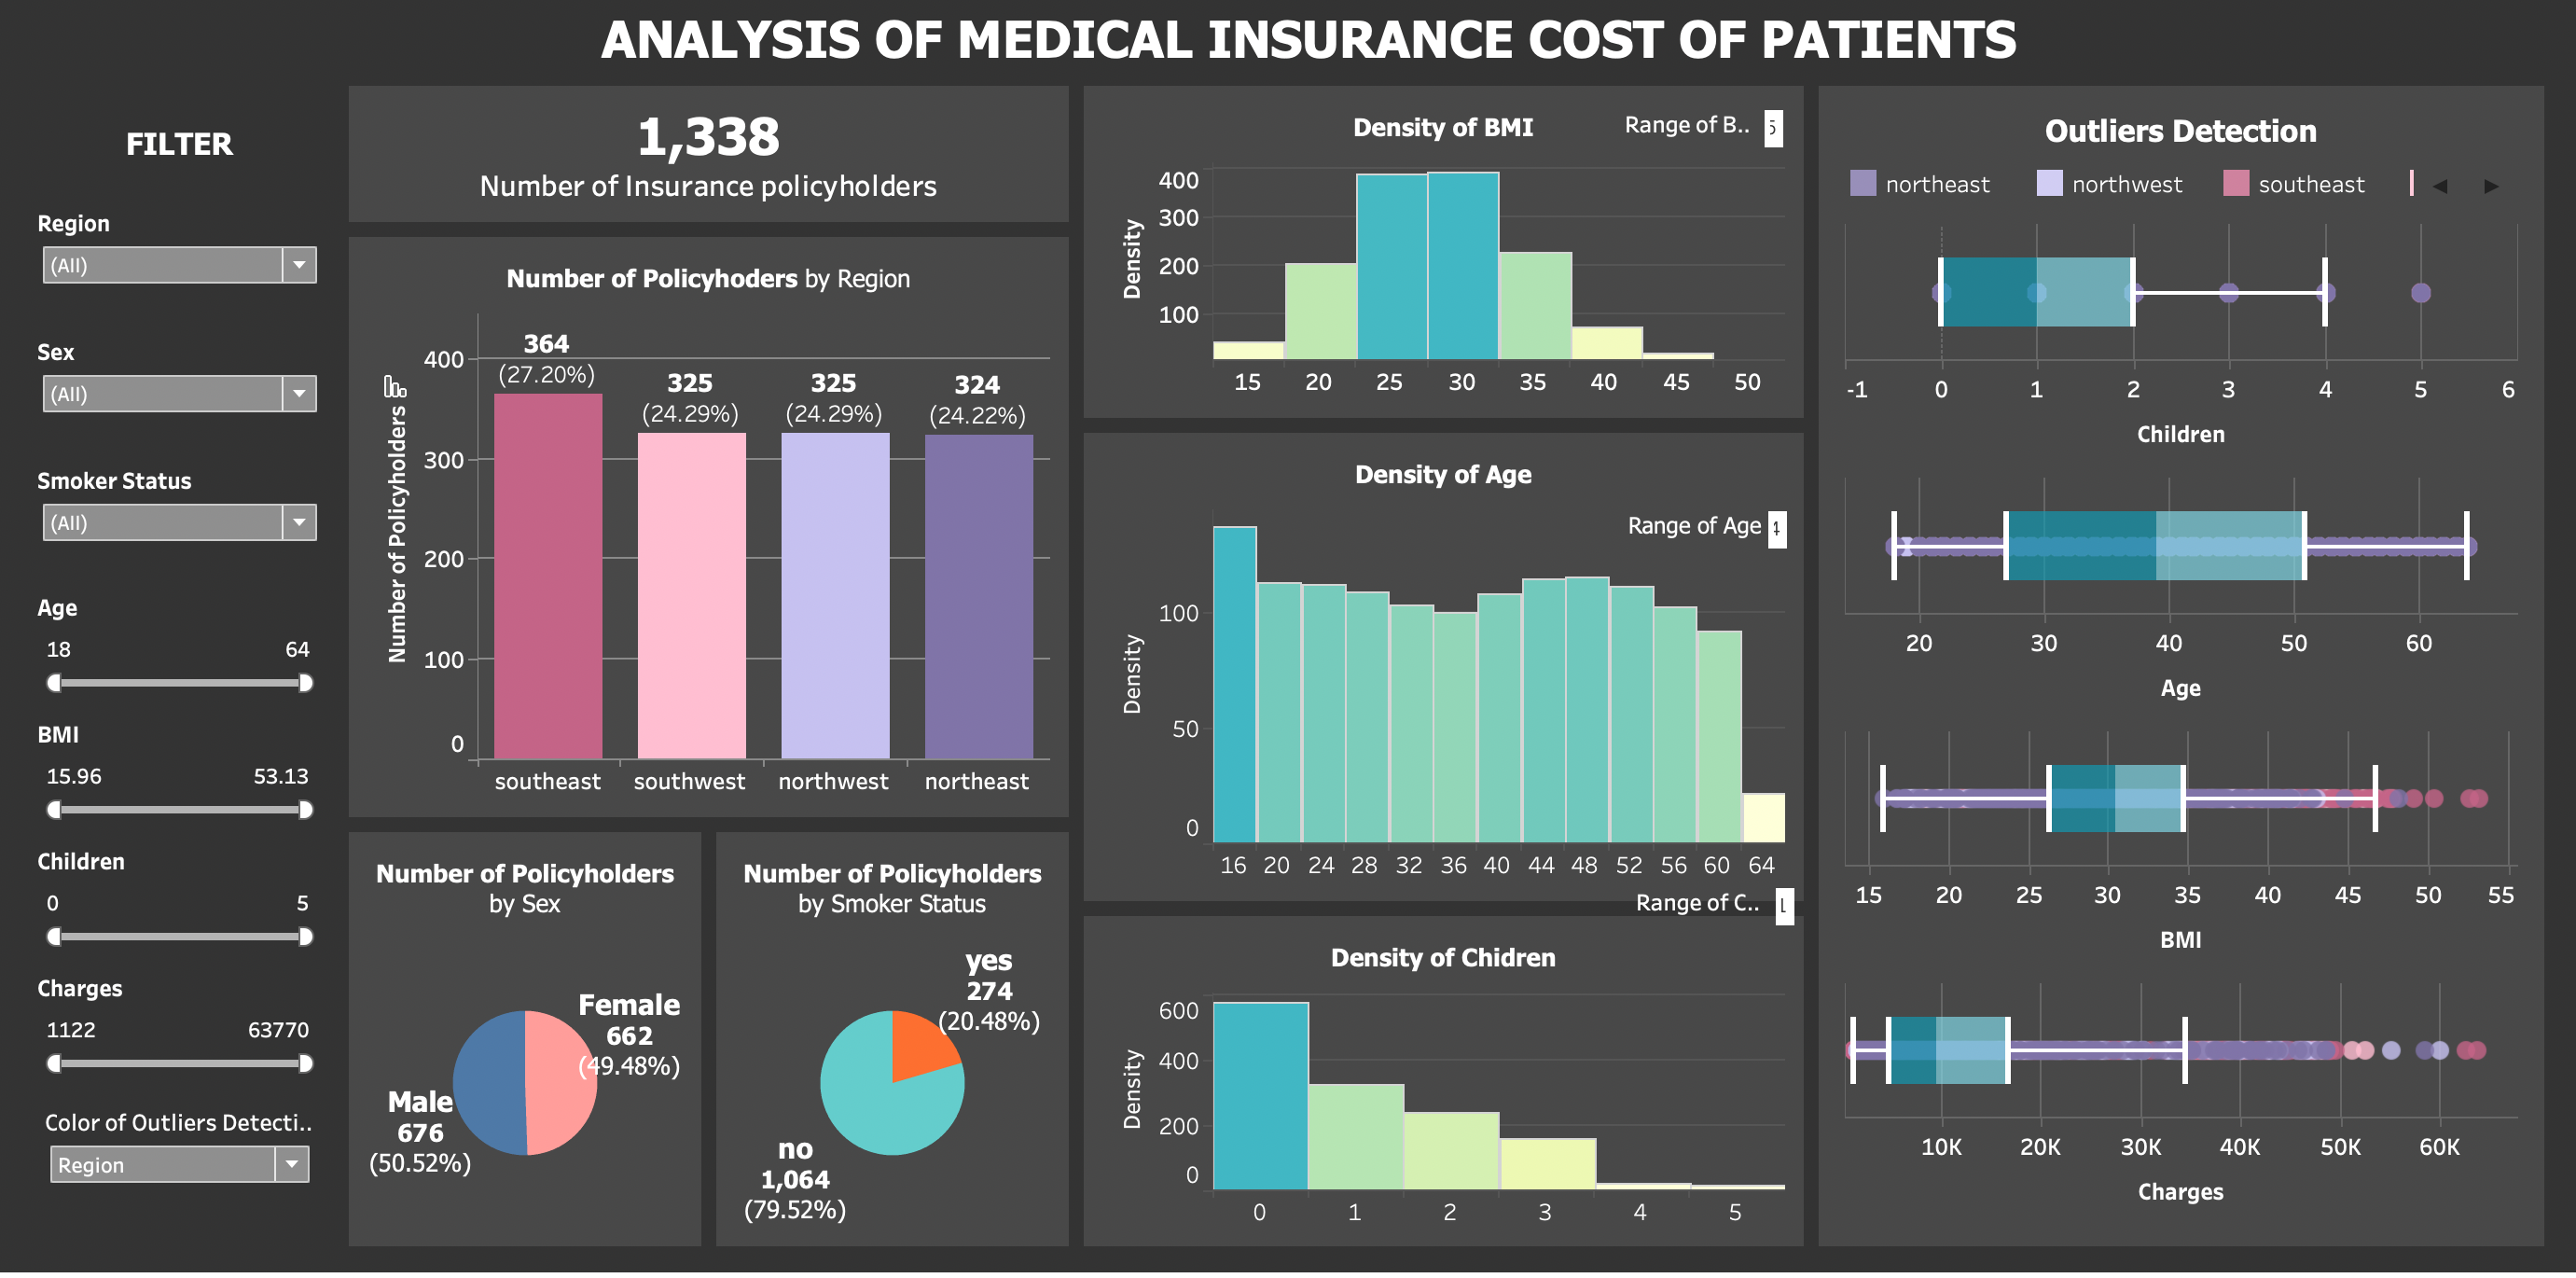 ANALYSIS OF MEDICAL INSURANCE COST OF PATIENTS
FILTER
Region
(All)
Sex
(All)
Smoker Status
(All)
Age
18 64
BMI
15.96 53.13
Children
0 5
Charges
1122 63770
Color of Outliers Detecti..
Region
1,338
Number of Insurance policyholders
Number of Policyhoders by Region
Number of Policyholders
400
300
200
100
0
364
(27.20%)
325
(24.29%)
325
(24.29%)
324
(24.22%)
southeast southwest northwest northeast
Number of Policyholders
by Sex
Female
662
(49.48%)
Male
676
(50.52%)
Number of Policyholders
by Smoker Status
yes
274
(20.48%)
no
1,064
(79.52%)
Density of BMI
Range of B..
Density
400
300
200
100
15 20 25 30 35 40 45 50
Density of Age
Range of Age
Density
100
50
0
16 20 24 28 32 36 40 44 48 52 56 60 64
Range of C..
Density of Chidren
Density
600
400
200
0
0 1 2 3 4 5
Outliers Detection
northeast northwest southeast
-1 0 1 2 3 4 5 6
Children
20 30 40 50 60
Age
15 20 25 30 35 40 45 50 55
BMI
10K 20K 30K 40K 50K 60K
Charges